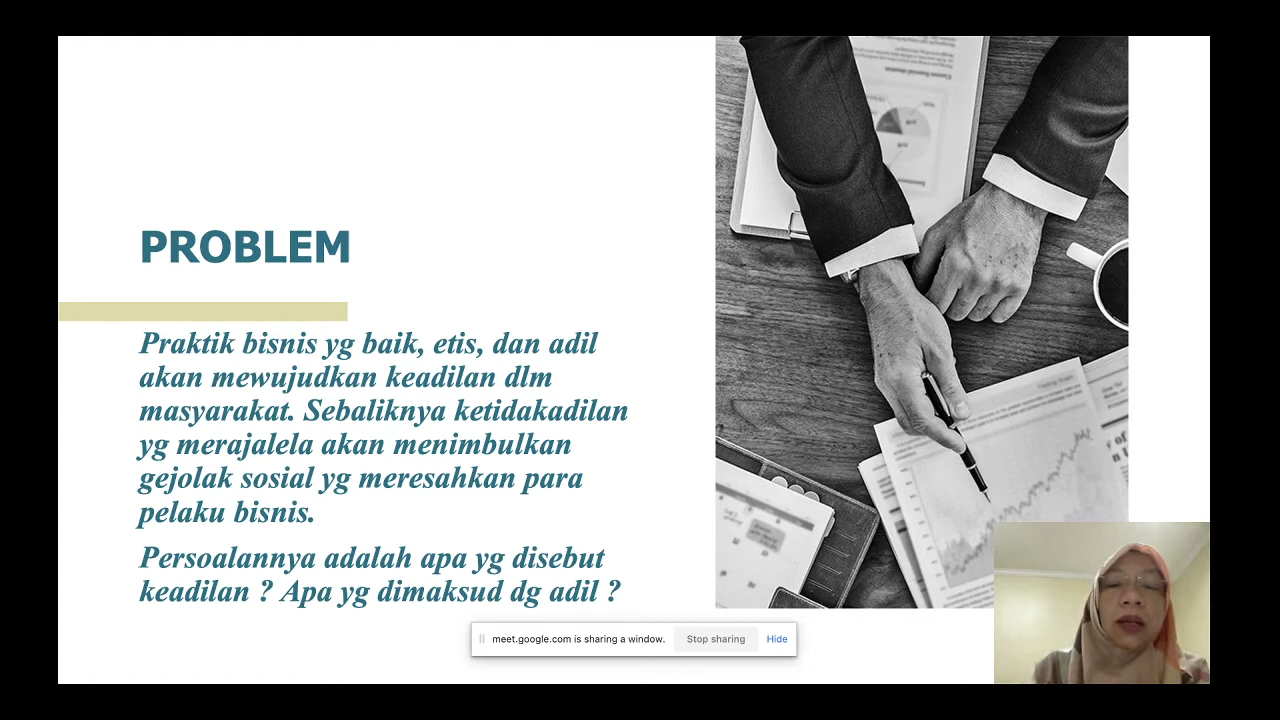 PROBLEM
Praktik bisnis yg baik, etis, dan adil
akan mewujudkan keadilan dlm
masyarakat. Sebaliknya ketidakadilan
yg merajalela akan menimbulkan
gejolak sosial yg meresahkan para
pelaku bisnis.
Persoalannya adalah apa yg disebut
keadilan ? Apa yg dimaksud dg adil ?
meet.google.com is sharing a window.
Stop sharing
Hide